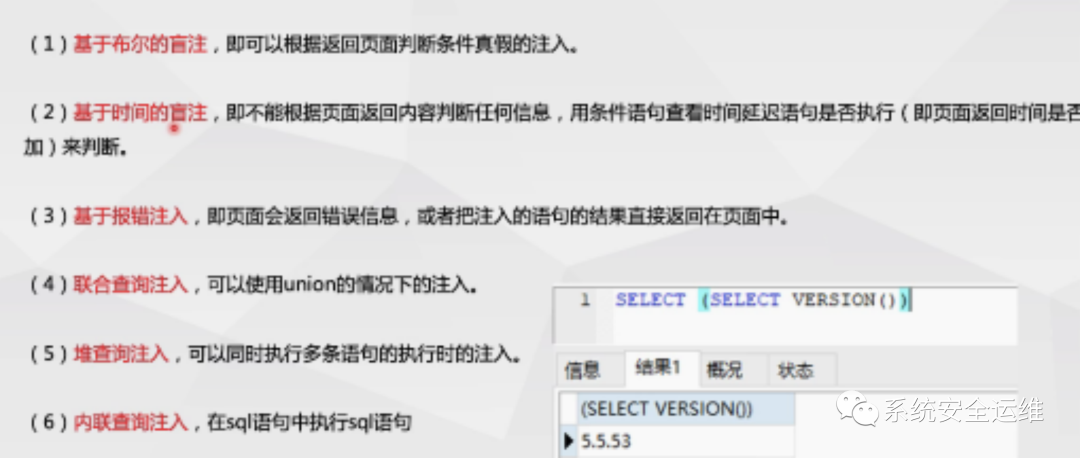 （1）基于布尔的盲注，即可以根据返回页面判断条件真假的注入。
（2）基于时间的盲注，即不能根据页面返回内容判断任何信息，用条件语句查看时间延迟语句是否执行（即页面返回时间是否
加）来判断。
（3）基于报错注入，即页面会返回错误信息，或者把注入的语句的结果直接返回在页面中。
（4）联合查询注入，可以使用union的情况下的注入。
（5）堆查询注入，可以同时执行多条语句的执行时的注入。
（6）内联查询注入，在sql语句中执行sql语句
1 SELECT (SELECT VERSION())
信息 结果1 概况 状态
(SELECT VERSION())
5.5.53
系统安全运维